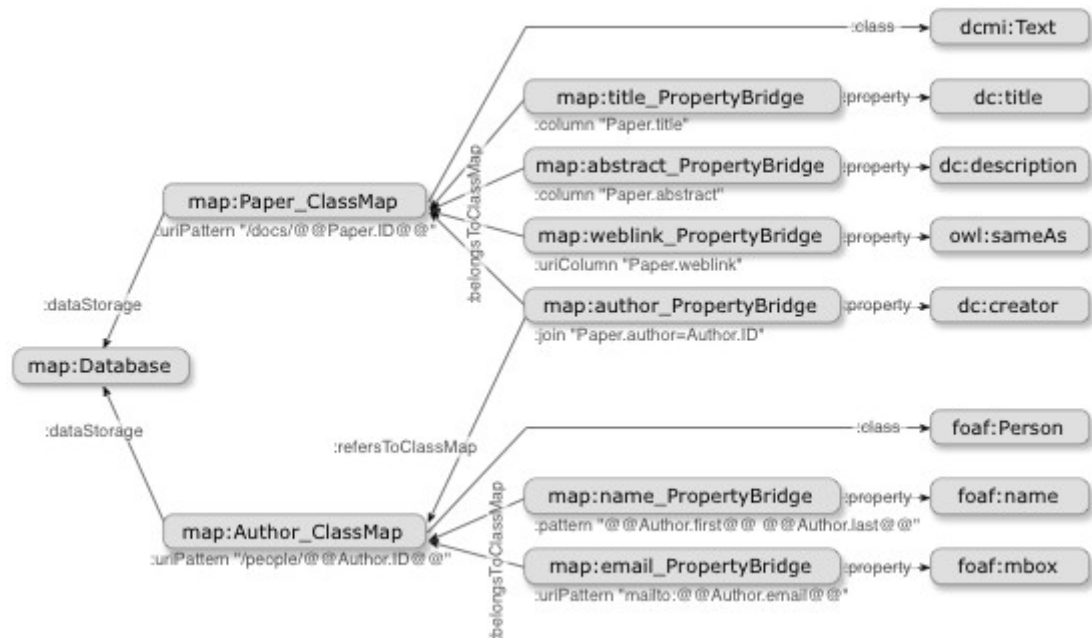 :class
dcmi:Text
map:title_PropertyBridge
:property
dc:title
:column "Paper.title"
map:abstract_PropertyBridge
:property
dc:description
:column "Paper.abstract"
:belongsToClassMap
map:Paper_ClassMap
:uriPattern "/docs/@@Paper.ID@@"
map:weblink_PropertyBridge
:property
owl:sameAs
:uriColumn "Paper.weblink"
:dataStorage
map:author_PropertyBridge
:property
dc:creator
:join "Paper.author=Author.ID"
map:Database
:dataStorage
:refersToClassMap
:class
foaf:Person
map:name_PropertyBridge
:property
foaf:name
:pattern "@@Author.first@@ @@Author.last@@"
:belongsToClassMap
map:Author_ClassMap
:uriPattern "/people/@@Author.ID@@"
map:email_PropertyBridge
:property
foaf:mbox
:uriPattern "mailto:@@Author.email@@"